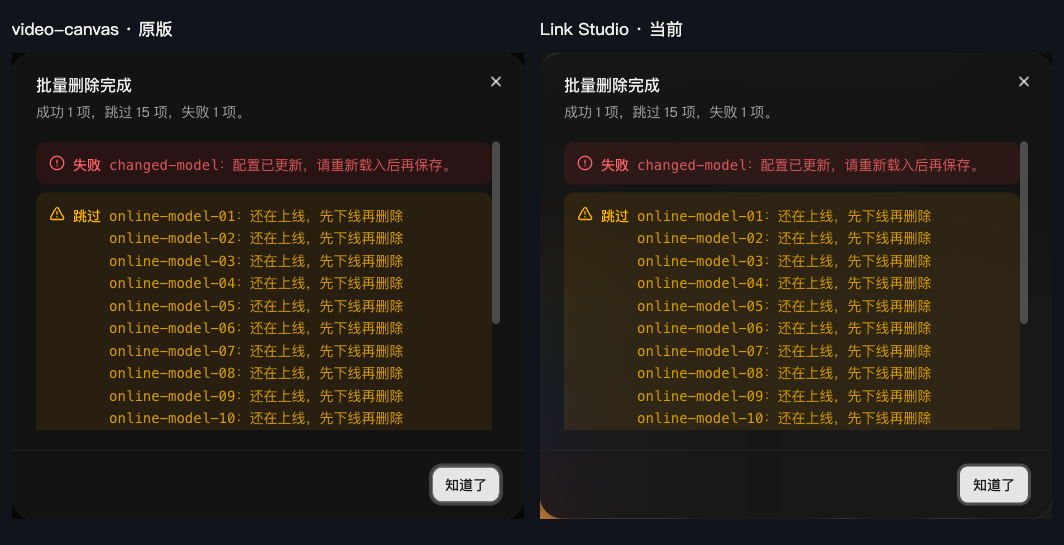 video-canvas · 原版
批量删除完成
成功 1 项，跳过 15 项，失败 1 项。
失败 changed-model：配置已更新，请重新载入后再保存。
跳过 online-model-01：还在上线，先下线再删除
online-model-02：还在上线，先下线再删除
online-model-03：还在上线，先下线再删除
online-model-04：还在上线，先下线再删除
online-model-05：还在上线，先下线再删除
online-model-06：还在上线，先下线再删除
online-model-07：还在上线，先下线再删除
online-model-08：还在上线，先下线再删除
online-model-09：还在上线，先下线再删除
online-model-10：还在上线，先下线再删除
知道了
Link Studio · 当前
批量删除完成
成功 1 项，跳过 15 项，失败 1 项。
失败 changed-model：配置已更新，请重新载入后再保存。
跳过 online-model-01：还在上线，先下线再删除
online-model-02：还在上线，先下线再删除
online-model-03：还在上线，先下线再删除
online-model-04：还在上线，先下线再删除
online-model-05：还在上线，先下线再删除
online-model-06：还在上线，先下线再删除
online-model-07：还在上线，先下线再删除
online-model-08：还在上线，先下线再删除
online-model-09：还在上线，先下线再删除
online-model-10：还在上线，先下线再删除
知道了